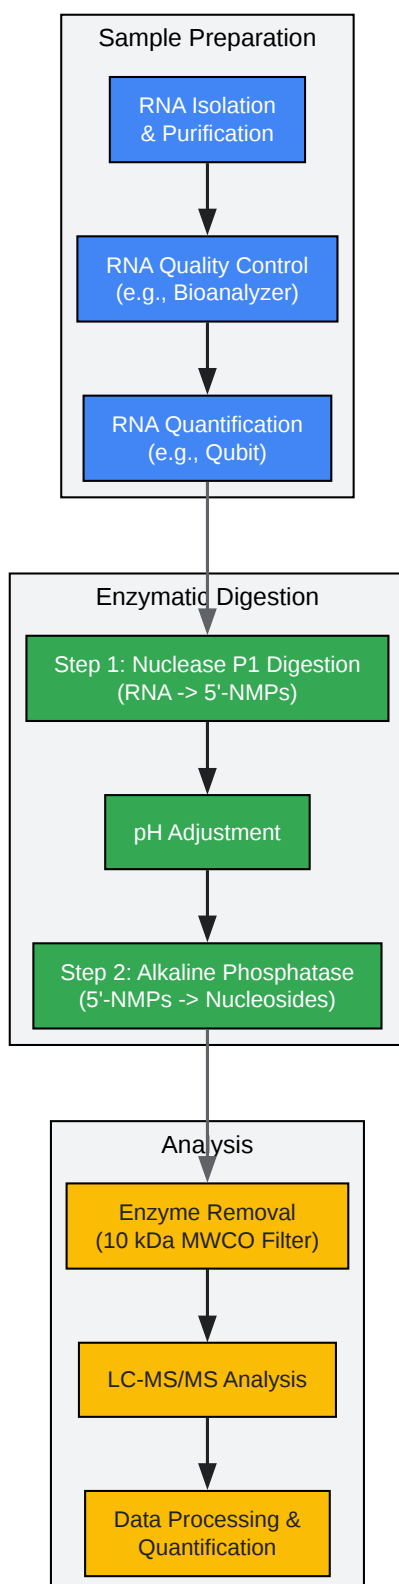 Sample Preparation
RNA Isolation
& Purification
RNA Quality Control
(e.g., Bioanalyzer)
RNA Quantification
(e.g., Qubit)
Enzymatic Digestion
Step 1: Nuclease P1 Digestion
(RNA -> 5'-NMPs)
pH Adjustment
Step 2: Alkaline Phosphatase
(5'-NMPs -> Nucleosides)
Analysis
Enzyme Removal
(10 kDa MWCO Filter)
LC-MS/MS Analysis
Data Processing &
Quantification